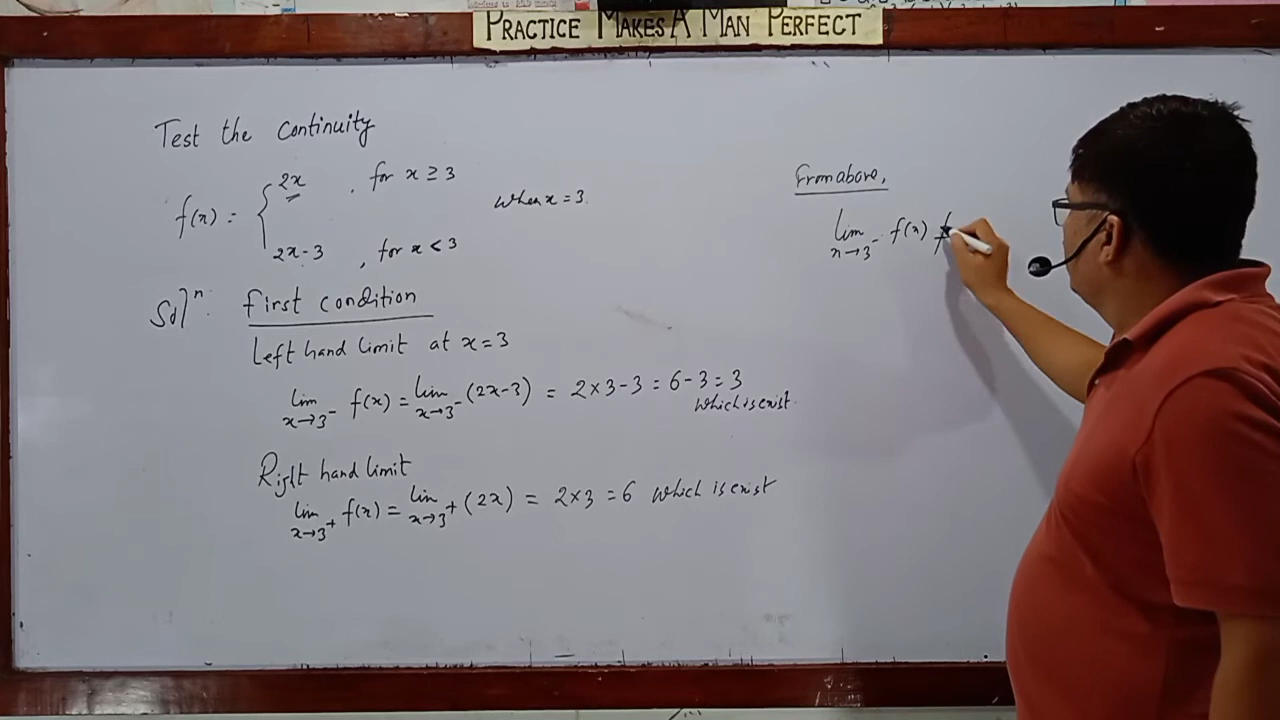 PRACTICE MAKES A MAN PERFECT
Test the Continuity
f(x) = { 2x , for x ≥ 3
2x - 3 , for x < 3
When x = 3.
Solⁿ: first condition
Left hand limit at x = 3
lim x→3⁻ f(x) = lim x→3⁻ (2x-3) = 2×3-3 = 6-3 = 3
Which is exist.
Right hand limit
lim x→3⁺ f(x) = lim x→3⁺ (2x) = 2×3 = 6 which is exist
From above,
lim x→3⁻ f(x) ≠